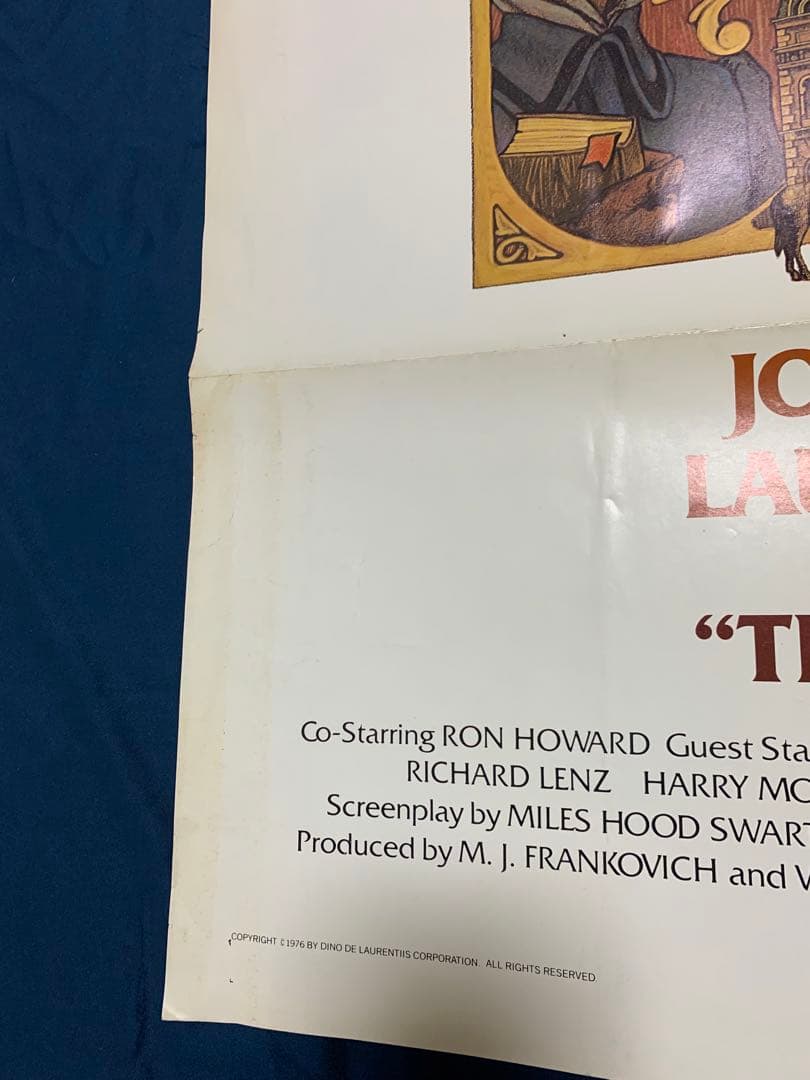 JO
LAU
“TH
Co-Starring RON HOWARD Guest Sta
RICHARD LENZ HARRY MO
Screenplay by MILES HOOD SWART
Produced by M. J. FRANKOVICH and
COPYRIGHT ©1976 BY DINO DE LAURENTIIS CORPORATION. ALL RIGHTS RESERVED